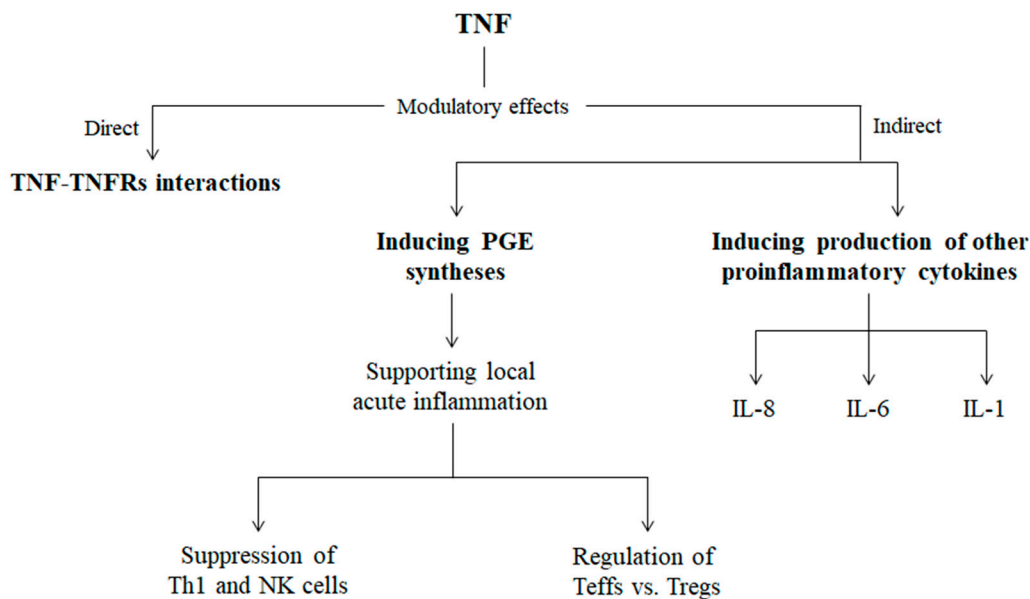 TNF
Modulatory effects
Direct
Indirect
TNF-TNFRs interactions
Inducing PGE
syntheses
Inducing production of other
proinflammatory cytokines
Supporting local
acute inflammation
IL-8
IL-6
IL-1
Suppression of
Th1 and NK cells
Regulation of
Teffs vs. Tregs